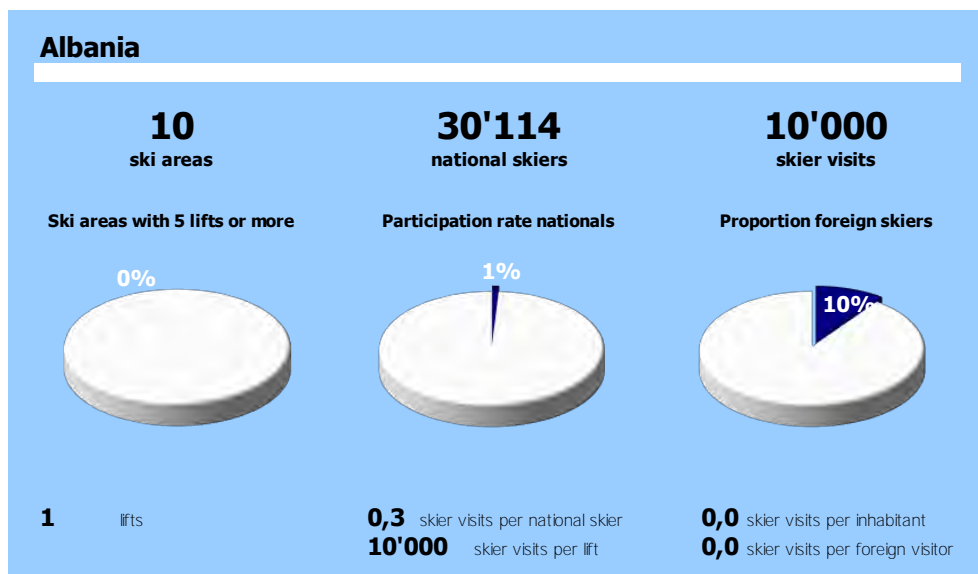 Albania
10
ski areas
30'114
national skiers
10'000
skier visits
Ski areas with 5 lifts or more
Participation rate nationals
Proportion foreign skiers
0%
1%
10%
1 lifts
0,3 skier visits per national skier
10'000 skier visits per lift
0,0 skier visits per inhabitant
0,0 skier visits per foreign visitor